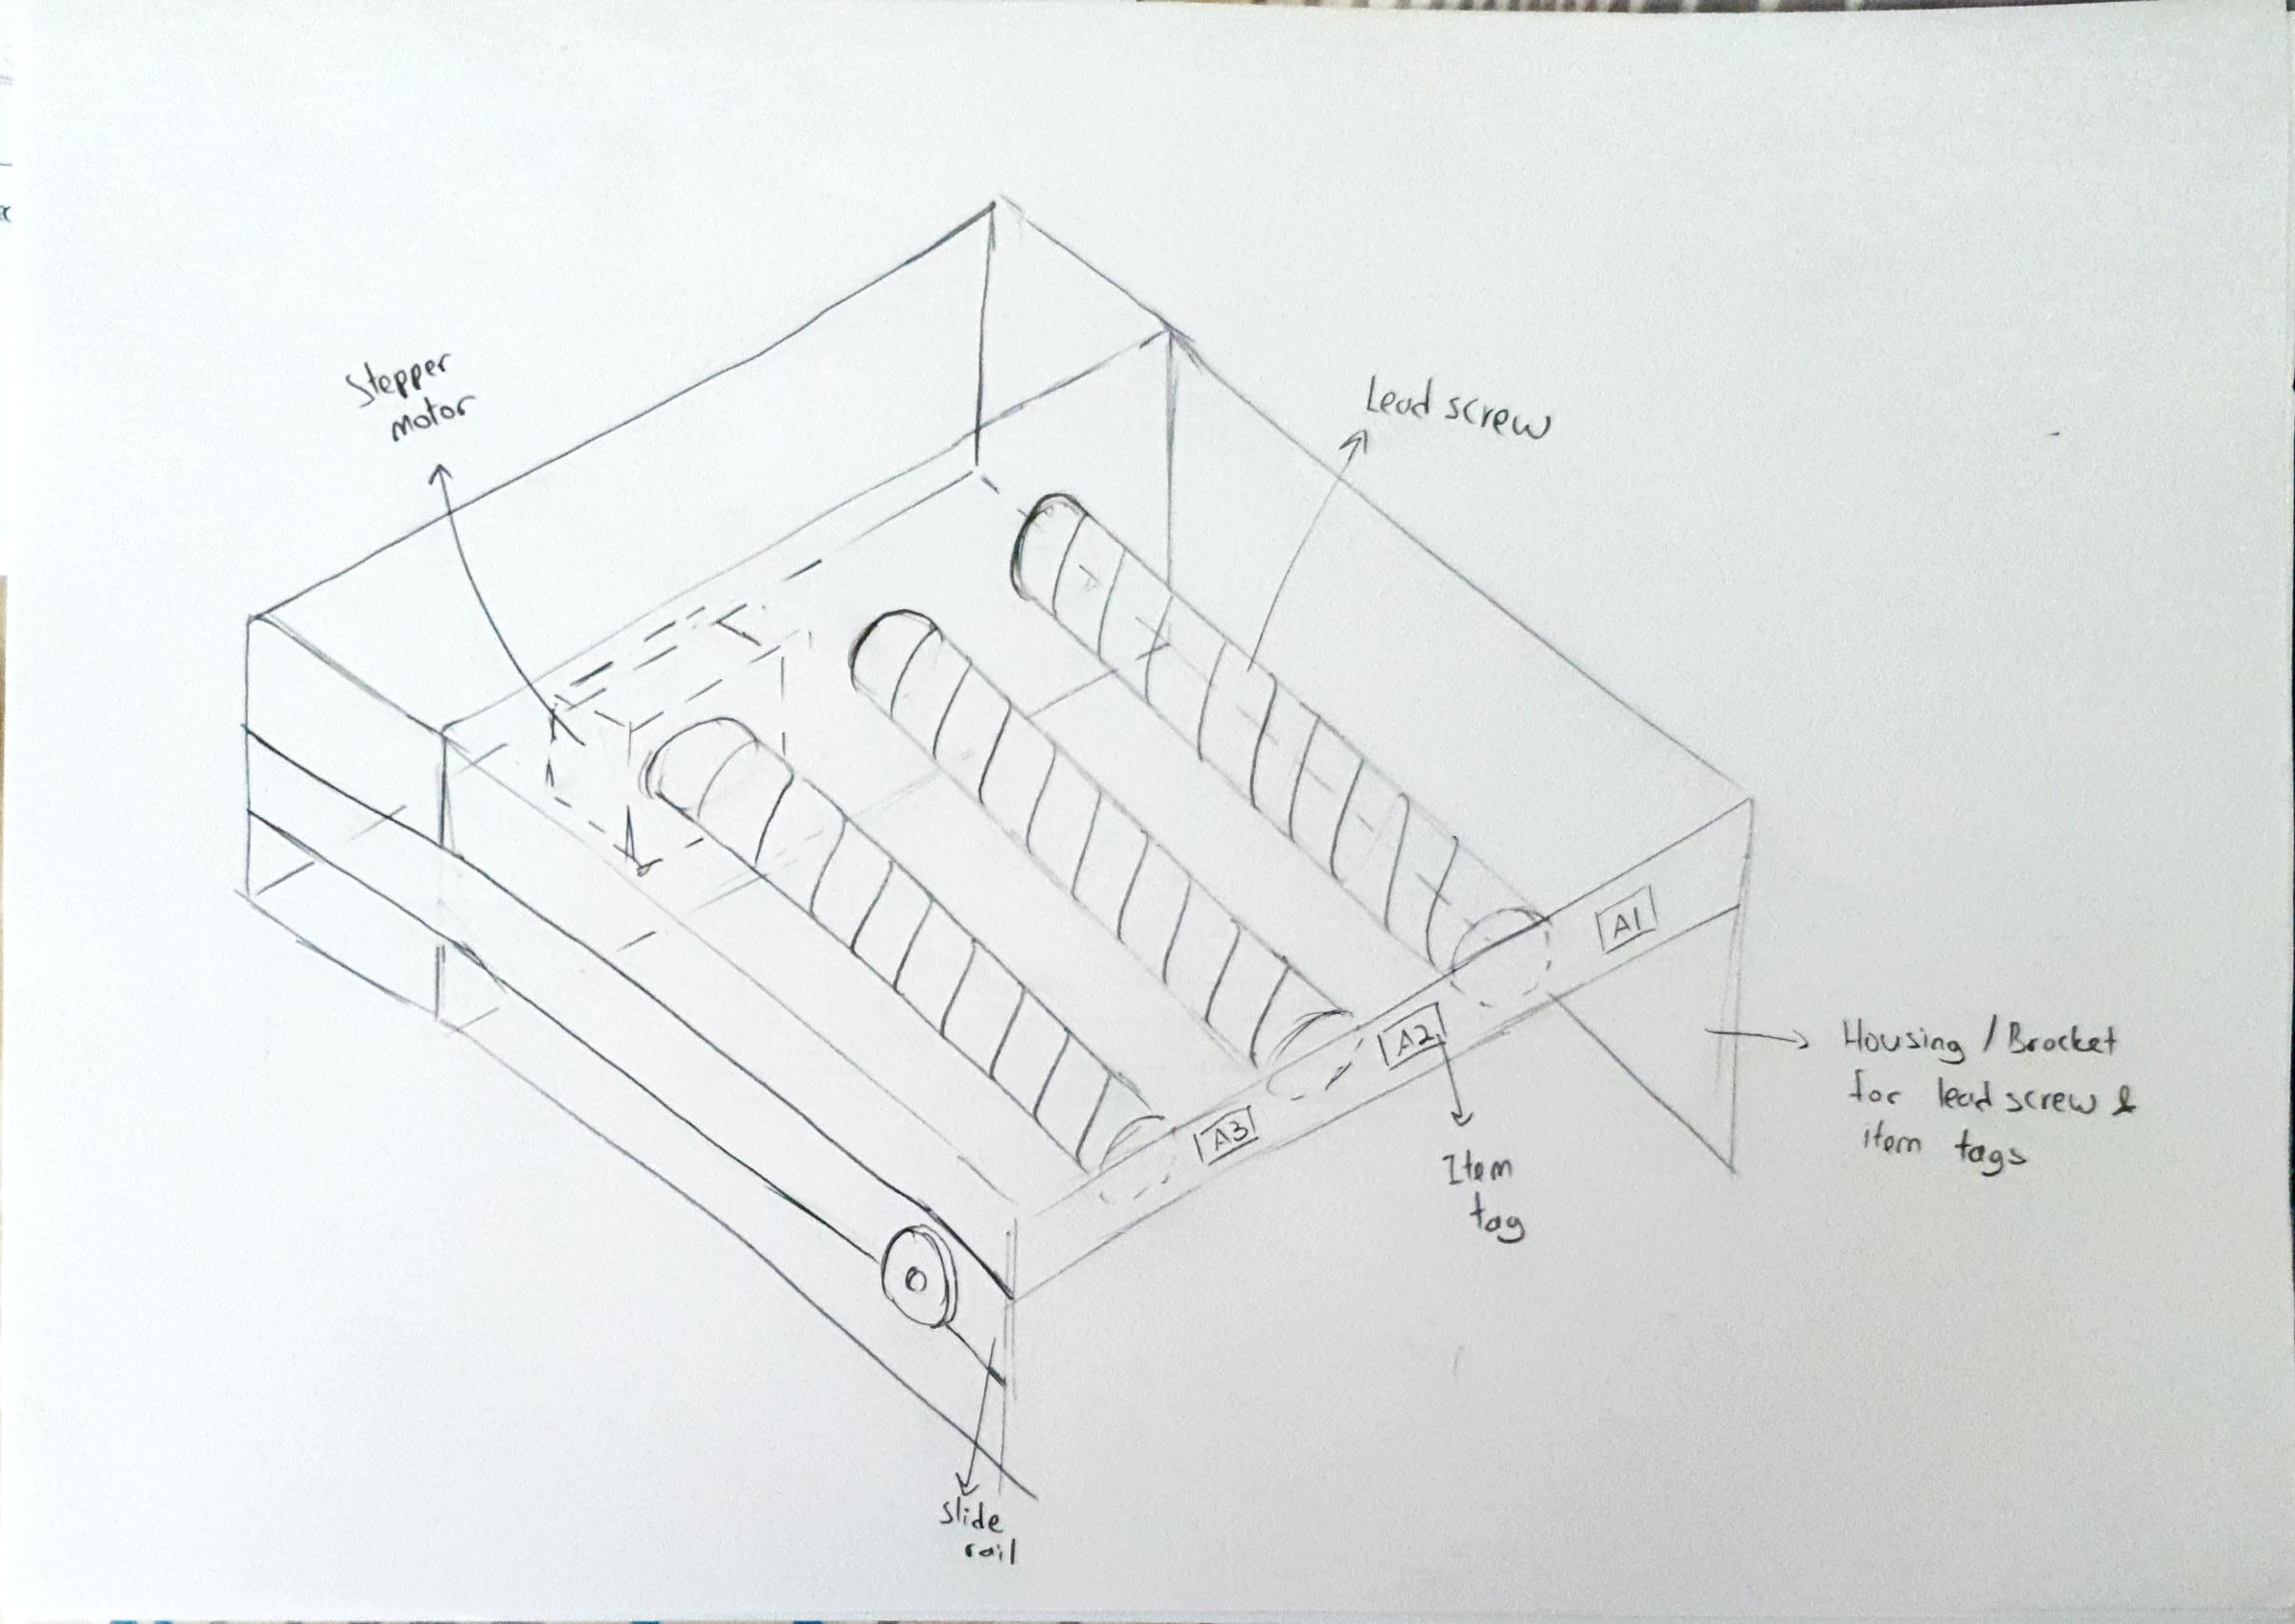 Stepper
motor
Lead screw
A1
A2
A3
Housing / Bracket
for lead screw &
item tags
Item
tag
slide
rail